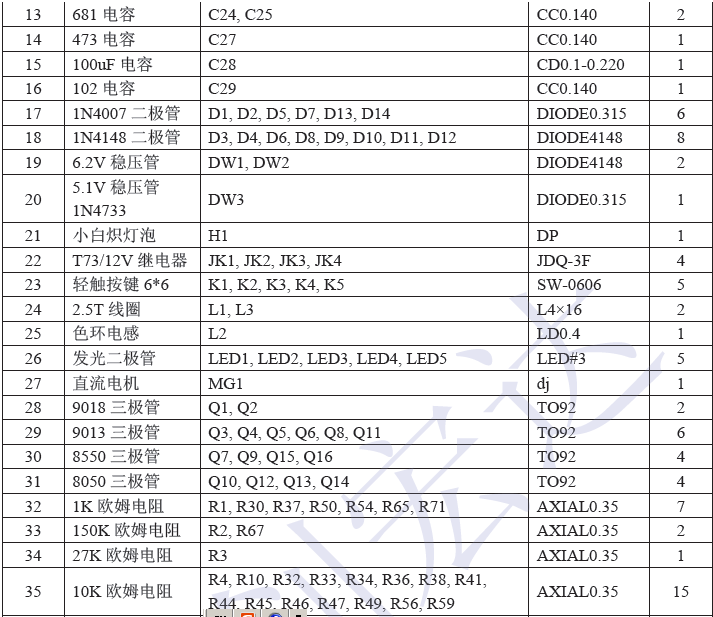 13 681 电容 C24, C25 CC0.140 2
14 473 电容 C27 CC0.140 1
15 100uF 电容 C28 CD0.1-0.220 1
16 102 电容 C29 CC0.140 1
17 1N4007 二极管 D1, D2, D5, D7, D13, D14 DIODE0.315 6
18 1N4148 二极管 D3, D4, D6, D8, D9, D10, D11, D12 DIODE4148 8
19 6.2V 稳压管 DW1, DW2 DIODE4148 2
20 5.1V 稳压管 DW3 DIODE0.315 1
1N4733
21 小白炽灯泡 H1 DP 1
22 T73/12V 继电器 JK1, JK2, JK3, JK4 JDQ-3F 4
23 轻触按键 6*6 K1, K2, K3, K4, K5 SW-0606 5
24 2.5T 线圈 L1, L3 L4×16 2
25 色环电感 L2 LD0.4 1
26 发光二极管 LED1, LED2, LED3, LED4, LED5 LED#3 5
27 直流电机 MG1 dj 1
28 9018 三极管 Q1, Q2 TO92 2
29 9013 三极管 Q3, Q4, Q5, Q6, Q8, Q11 TO92 6
30 8550 三极管 Q7, Q9, Q15, Q16 TO92 4
31 8050 三极管 Q10, Q12, Q13, Q14 TO92 4
32 1K 欧姆电阻 R1, R30, R37, R50, R54, R65, R71 AXIAL0.35 7
33 150K 欧姆电阻 R2, R67 AXIAL0.35 2
34 27K 欧姆电阻 R3 AXIAL0.35 1
35 10K 欧姆电阻 R4, R10, R32, R33, R34, R36, R38, R41, AXIAL0.35 15
R44, R45, R46, R47, R49, R56, R59
宏达